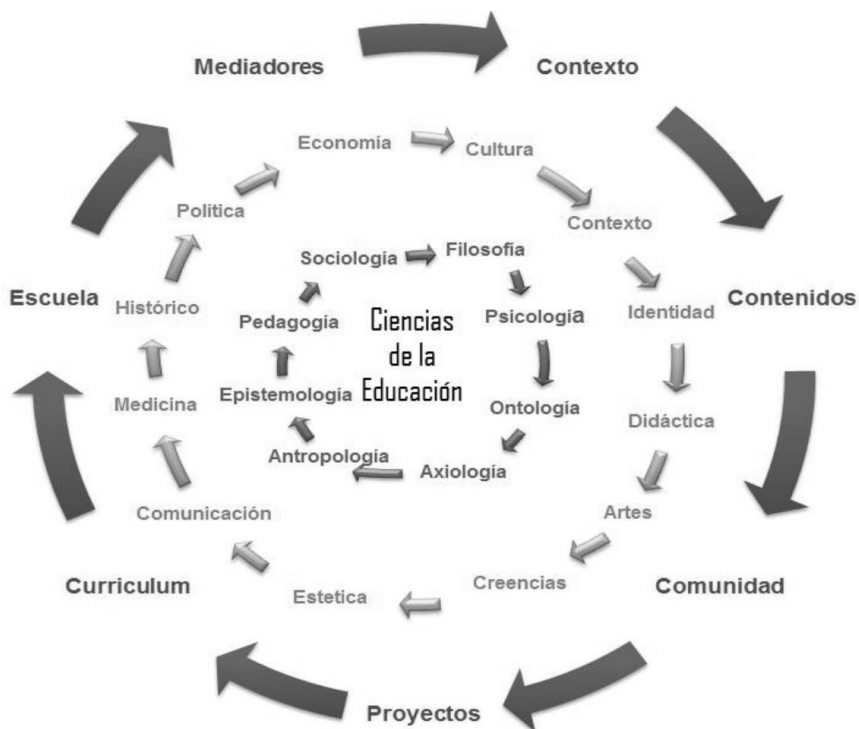 Mediadores
Contexto
Economía
Cultura
Política
Contexto
Sociología
Filosofía
Escuela
Histórico
Pedagogía
Ciencias
de la
Educación
Psicología
Identidad
Contenidos
Medicina
Epistemología
Ontología
Didáctica
Antropología
Axiología
Comunicación
Artes
Curriculum
Estetica
Creencias
Comunidad
Proyectos